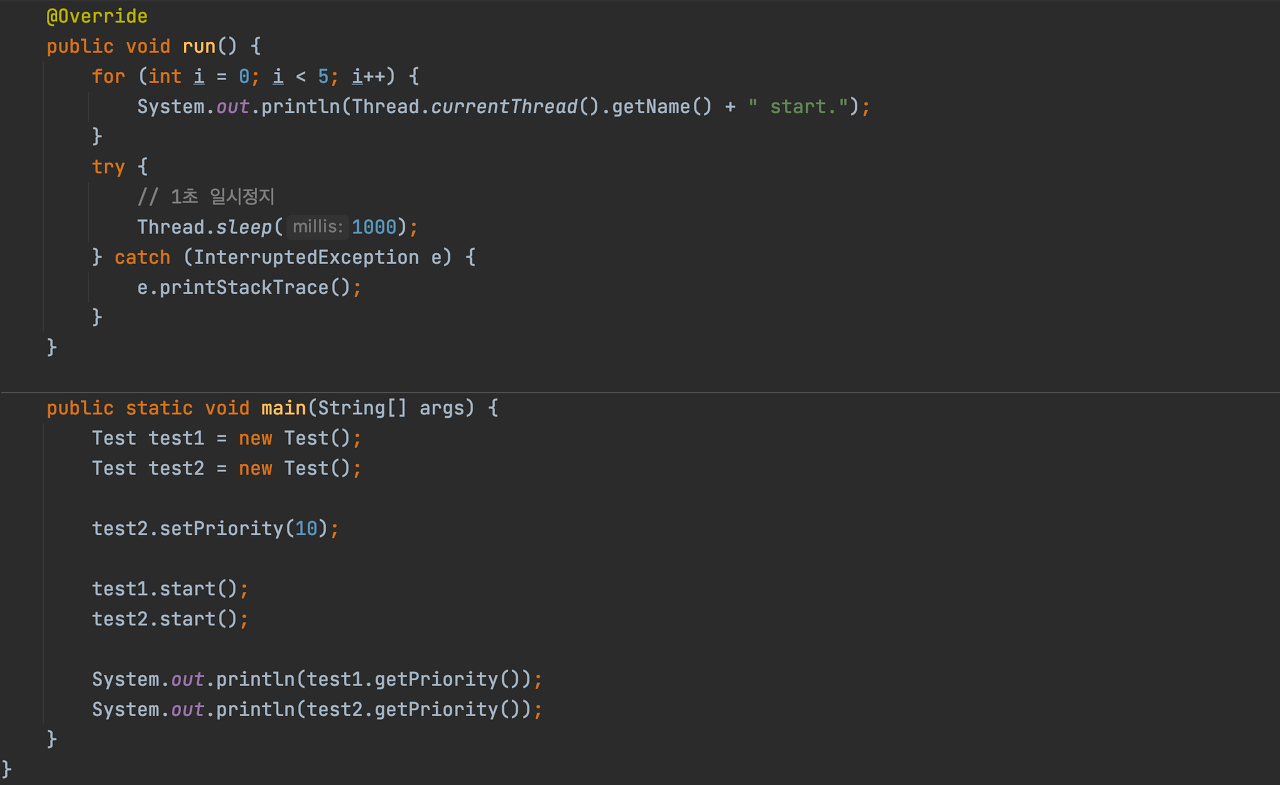 @Override
public void run() {
for (int i = 0; i < 5; i++) {
System.out.println(Thread.currentThread().getName() + " start.");
}
try {
// 1초 일시정지
Thread.sleep( millis: 1000);
} catch (InterruptedException e) {
e.printStackTrace();
}
}
public static void main(String[] args) {
Test test1 = new Test();
Test test2 = new Test();
test2.setPriority(10);
test1.start();
test2.start();
System.out.println(test1.getPriority());
System.out.println(test2.getPriority());
}
}